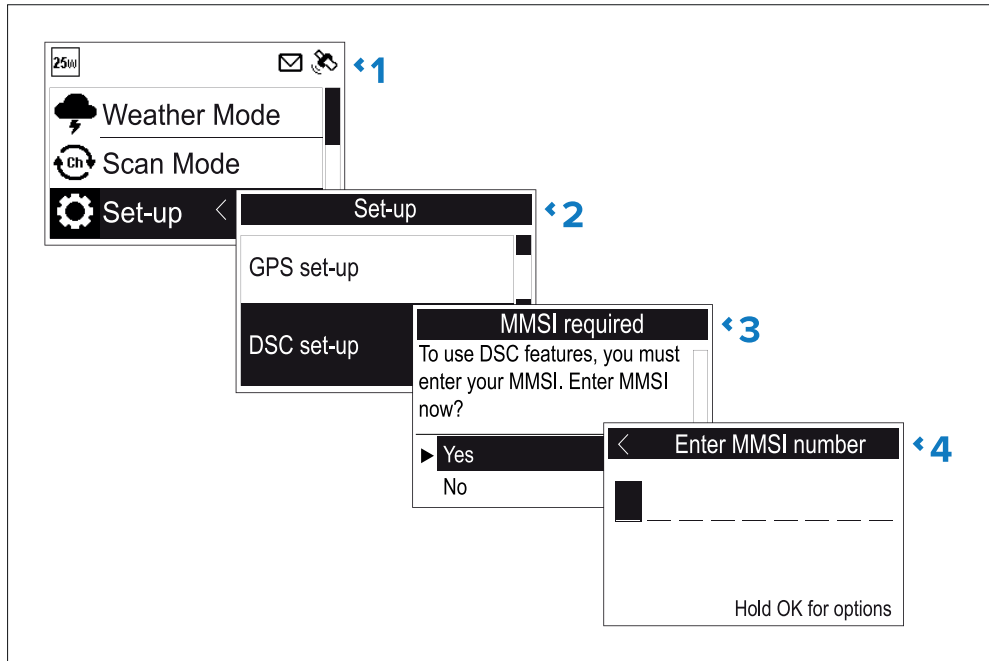 25W
1
Weather Mode
Ch
Scan Mode
Set-up <
Set-up
2
GPS set-up
DSC set-up
MMSI required
3
To use DSC features, you must
enter your MMSI. Enter MMSI
now?
Yes
No
< Enter MMSI number
4
Hold OK for options